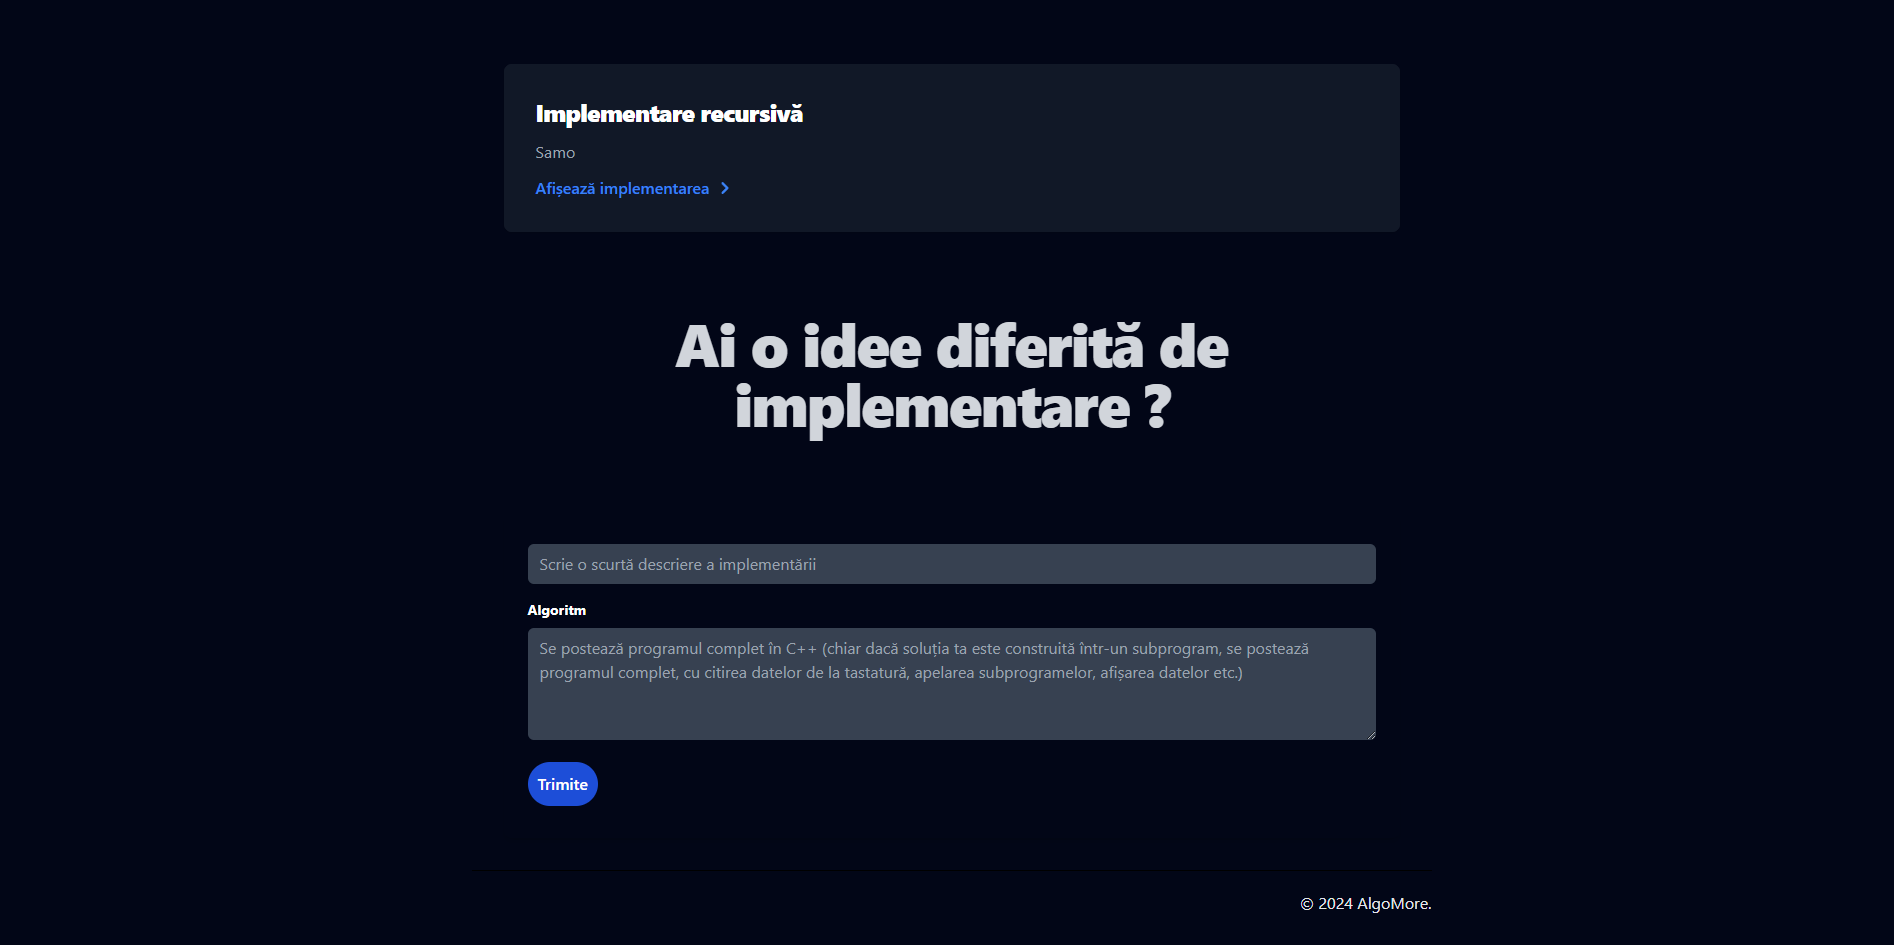 Implementare recursivă
Samo
Afișează implementarea
Ai o idee diferită de
implementare ?
Scrie o scurtă descriere a implementării
Algoritm
Se postează programul complet în C++ (chiar dacă soluția ta este construită într-un subprogram, se postează
programul complet, cu citirea datelor de la tastatură, apelarea subprogramelor, afișarea datelor etc.)
Trimite
© 2024 AlgoMore.